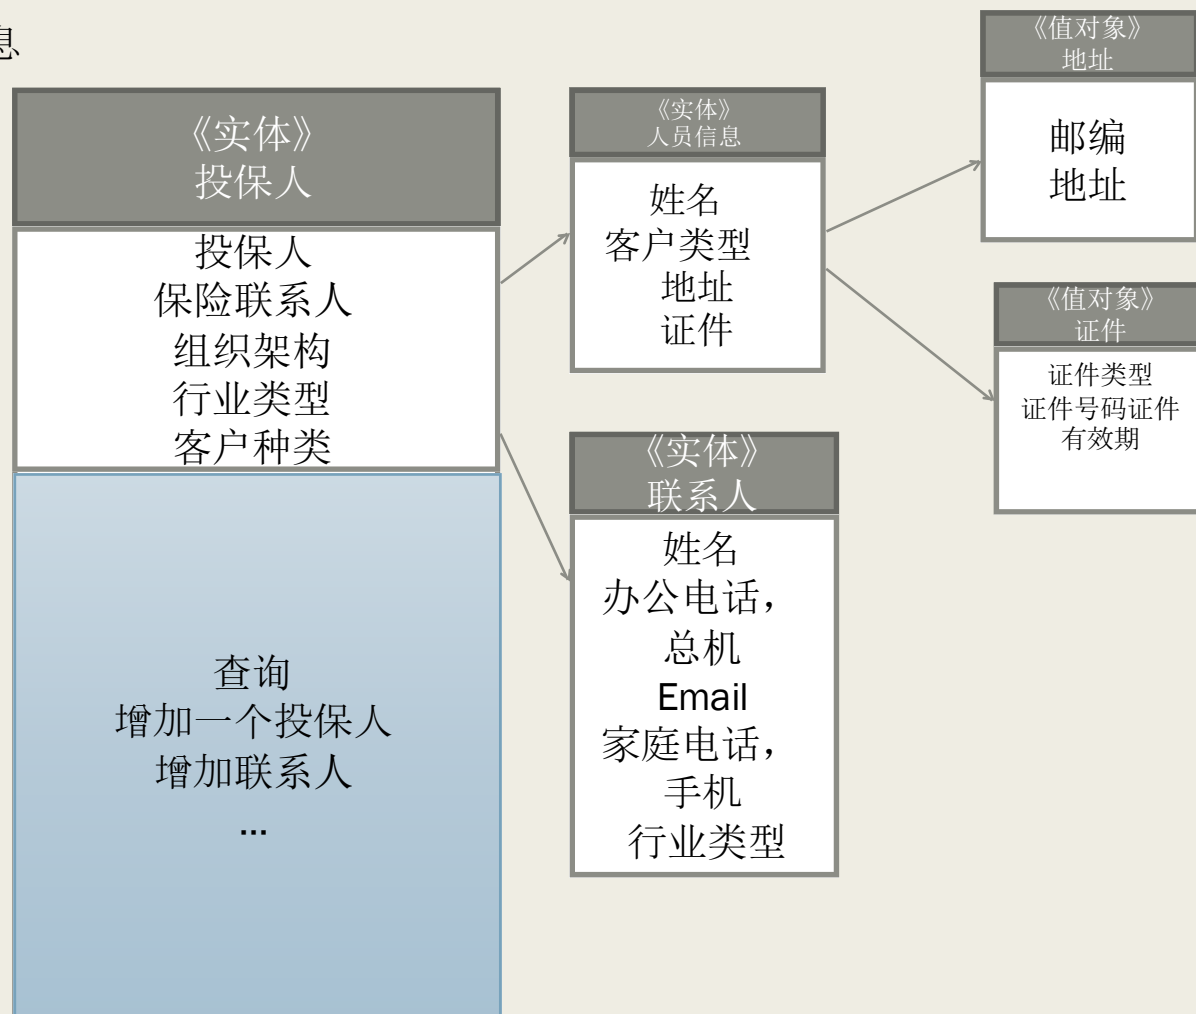 息
《实体》
投保人
投保人
保险联系人
组织架构
行业类型
客户种类
查询
增加一个投保人
增加联系人
...
《实体》
人员信息
姓名
客户类型
地址
证件
《实体》
联系人
姓名
办公电话，
总机
Email
家庭电话，
手机
行业类型
《值对象》
地址
邮编
地址
《值对象》
证件
证件类型
证件号码证件
有效期